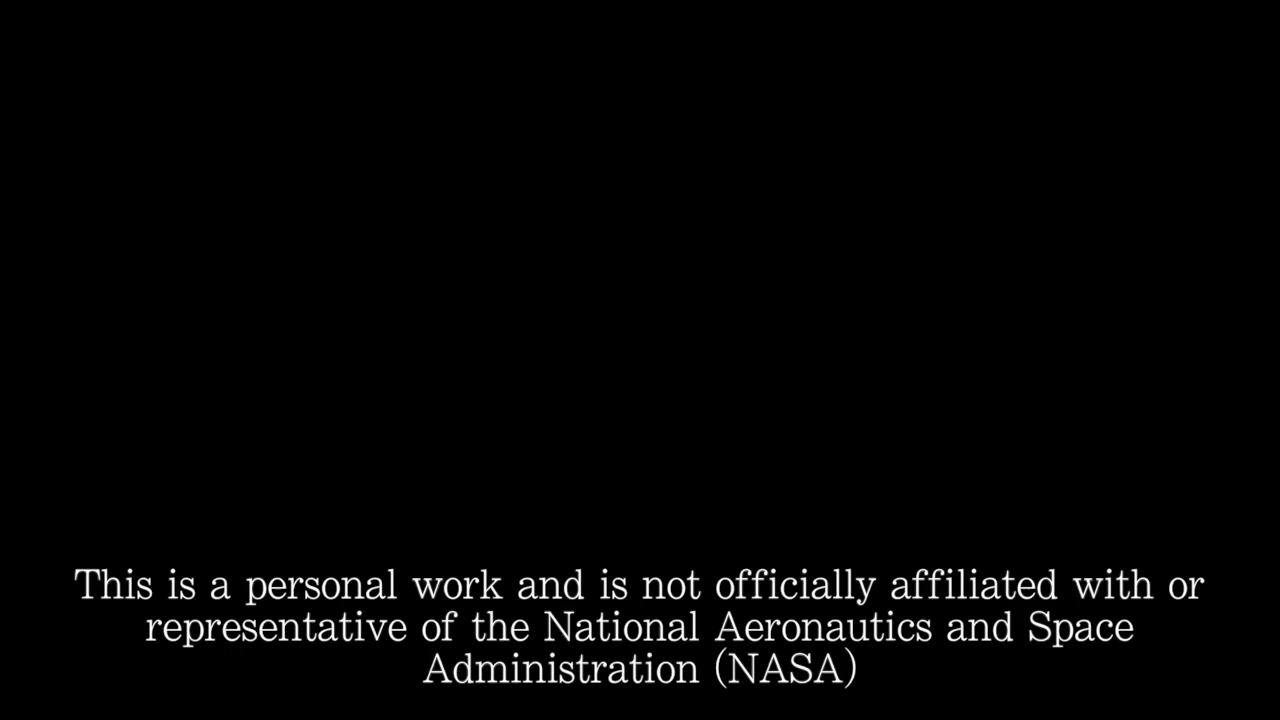 This is a personal work and is not officially affiliated with or
representative of the National Aeronautics and Space
Administration (NASA)